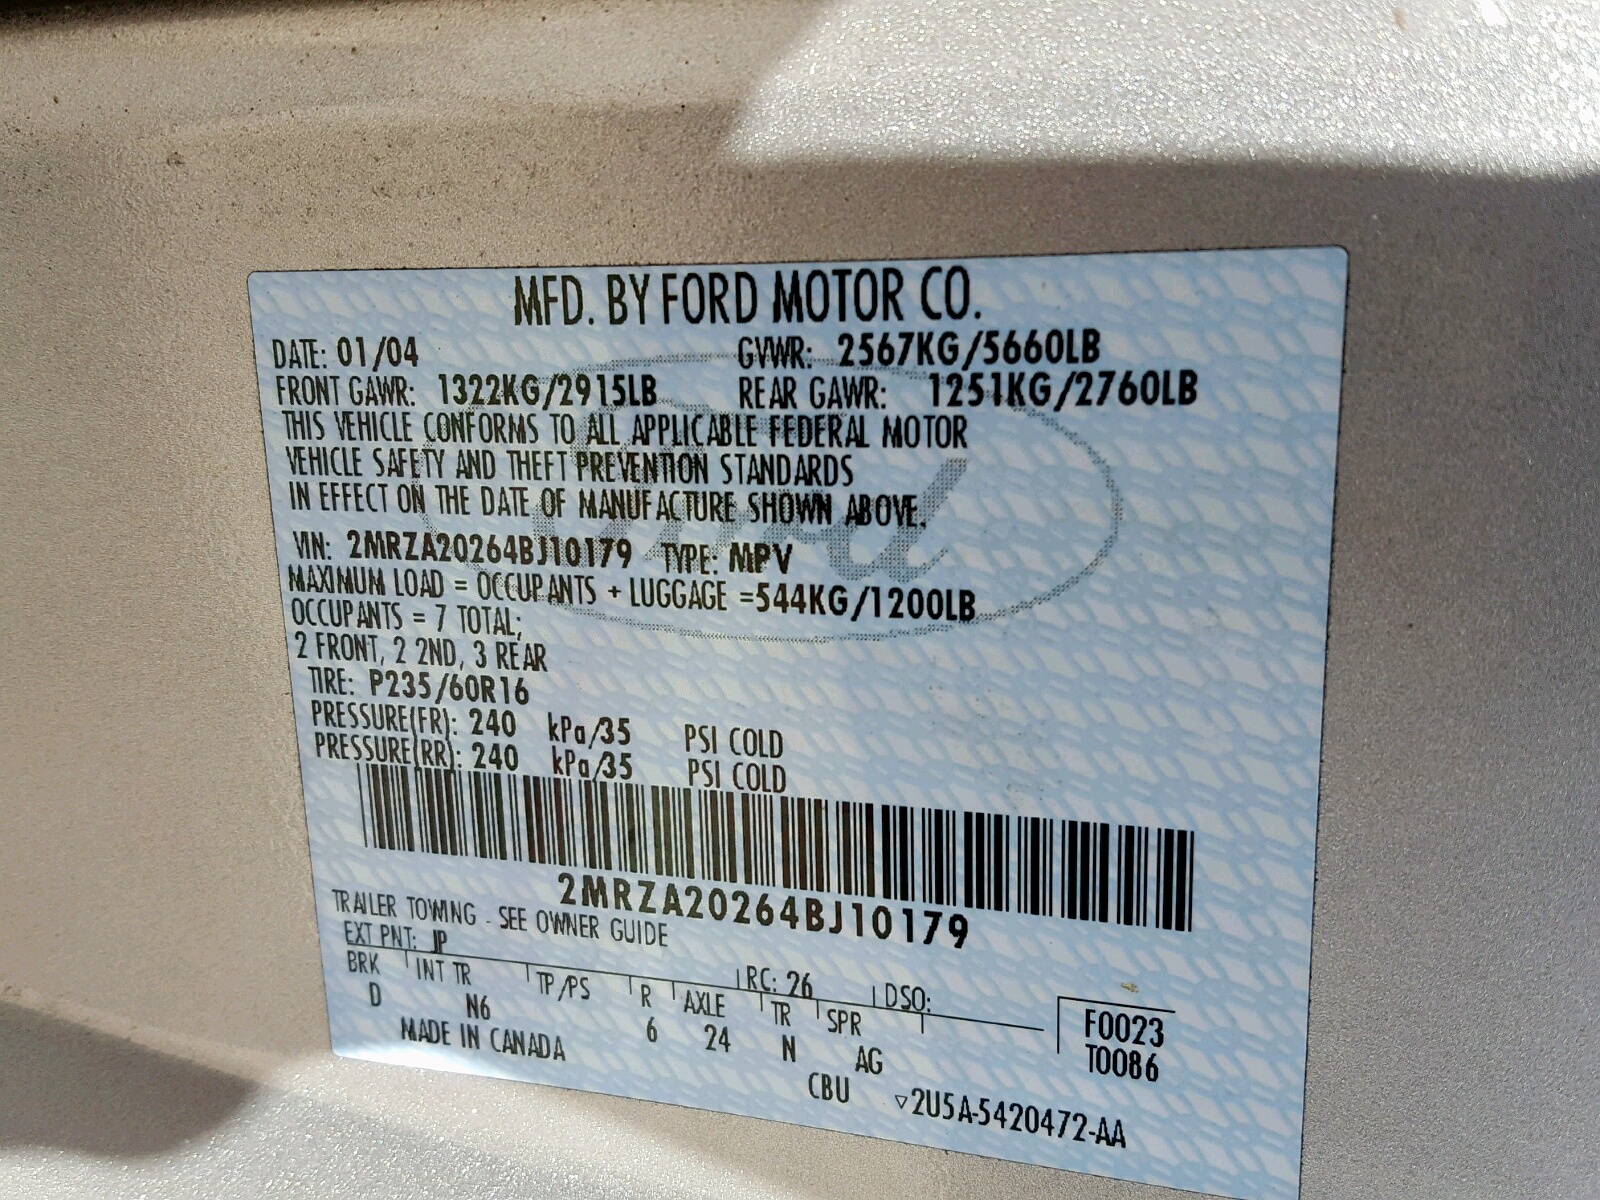 MFD. BY FORD MOTOR CO.
DATE: 01/04 GVWR: 2567KG/5660LB
FRONT GAWR: 1322KG/2915LB REAR GAWR: 1251KG/2760LB
THIS VEHICLE CONFORMS TO ALL APPLICABLE FEDERAL MOTOR
VEHICLE SAFETY AND THEFT PREVENTION STANDARDS
IN EFFECT ON THE DATE OF MANUFACTURE SHOWN ABOVE.
VIN: 2MRZA20264BJ10179 TYPE: MPV
MAXIMUM LOAD = OCCUPANTS + LUGGAGE =544KG/1200LB
OCCUPANTS = 7 TOTAL;
2 FRONT, 2 2ND, 3 REAR
TIRE: P235/60R16
PRESSURE(FR): 240 kPa/35 PSI COLD
PRESSURE(RR): 240 kPa/35 PSI COLD
2MRZA20264BJ10179
TRAILER TOWING - SEE OWNER GUIDE
EXT PNT: JP RC: 26 DSO:
BRK INT TR TP/PS R AXLE TR SPR F0023
D N6 6 24 N AG T0086
MADE IN CANADA CBU ▽2U5A-5420472-AA
Ford